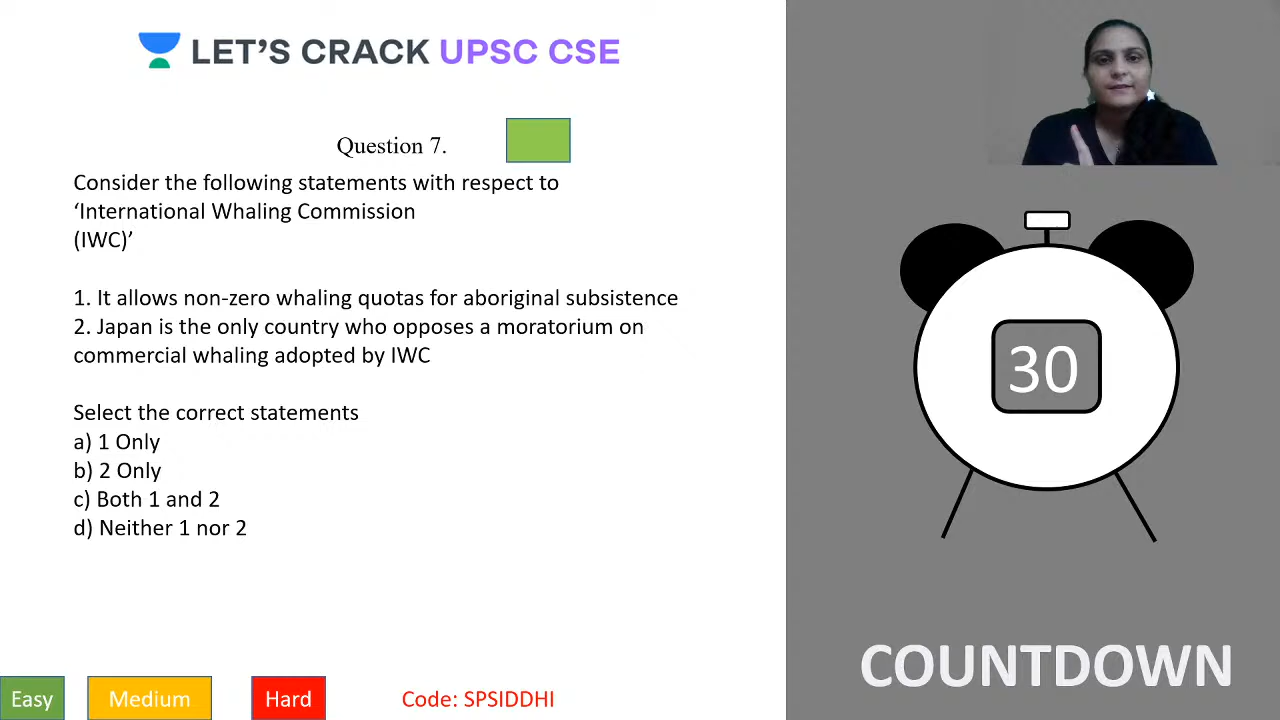 LET'S CRACK UPSC CSE
Question 7.
Consider the following statements with respect to
‘International Whaling Commission
(IWC)’
1. It allows non-zero whaling quotas for aboriginal subsistence
2. Japan is the only country who opposes a moratorium on
commercial whaling adopted by IWC
Select the correct statements
a) 1 Only
b) 2 Only
c) Both 1 and 2
d) Neither 1 nor 2
30
COUNTDOWN
Easy
Medium
Hard
Code: SPSIDDHI